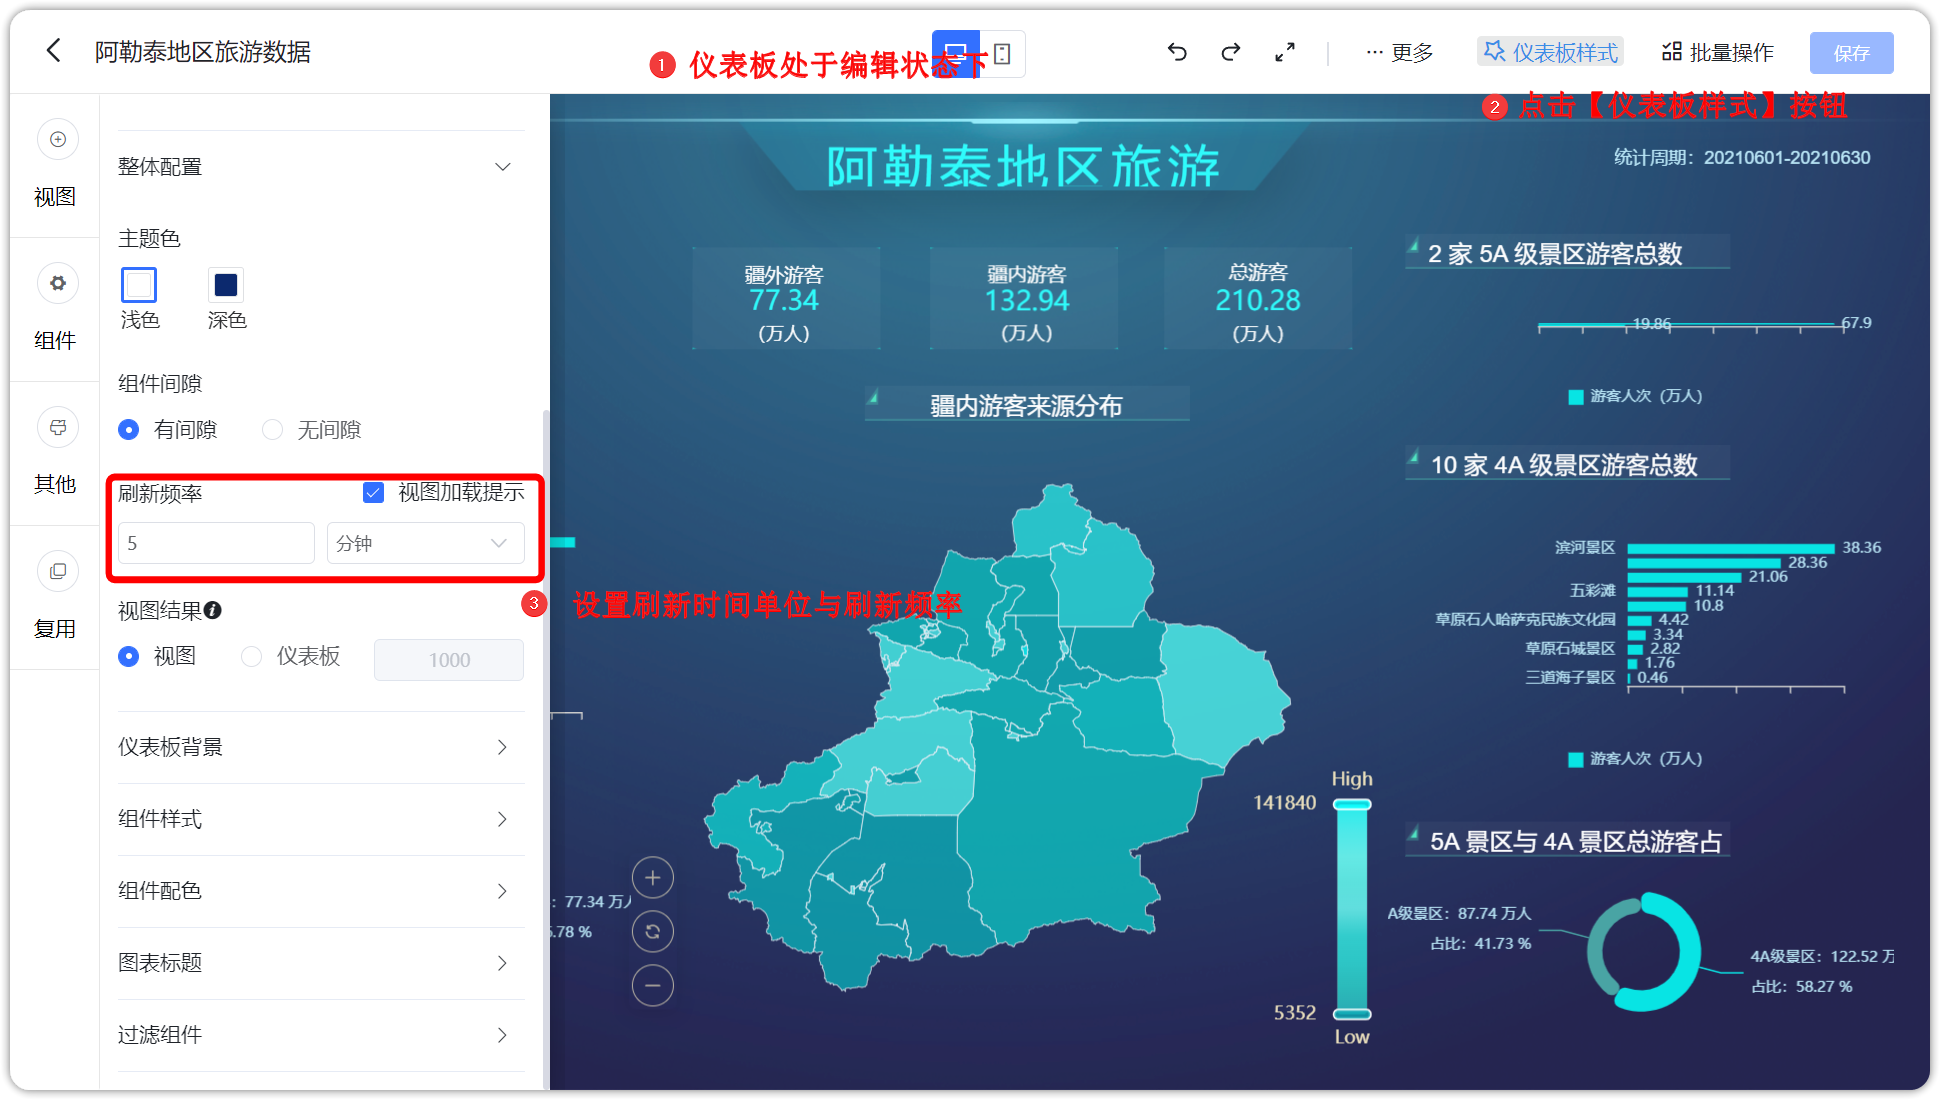 阿勒泰地区旅游数据
1 仪表板处于编辑状态下
··· 更多
仪表板样式
批量操作
保存
2 点击【仪表板样式】按钮
视图
组件
其他
复用
整体配置
主题色
浅色
深色
组件间隙
有间隙
无间隙
刷新频率
视图加载提示
5
分钟
3 设置刷新时间单位与刷新频率
视图结果
视图
仪表板
1000
仪表板背景
组件样式
组件配色
图表标题
过滤组件
阿勒泰地区旅游
统计周期：20210601-20210630
疆外游客
77.34
(万人)
疆内游客
132.94
(万人)
总游客
210.28
(万人)
疆内游客来源分布
: 77.34 万人
5.78 %
High
141840
5352
Low
2 家 5A 级景区游客总数
19.86
67.9
游客人次（万人）
10 家 4A 级景区游客总数
滨河景区
38.36
28.36
21.06
五彩滩
11.14
10.8
草原石人哈萨克民族文化园
4.42
3.34
草原石城景区
2.82
1.76
三道海子景区
0.46
游客人次（万人）
5A 景区与 4A 景区总游客占
A级景区：87.74 万人
占比：41.73 %
4A级景区：122.52 万
占比：58.27 %